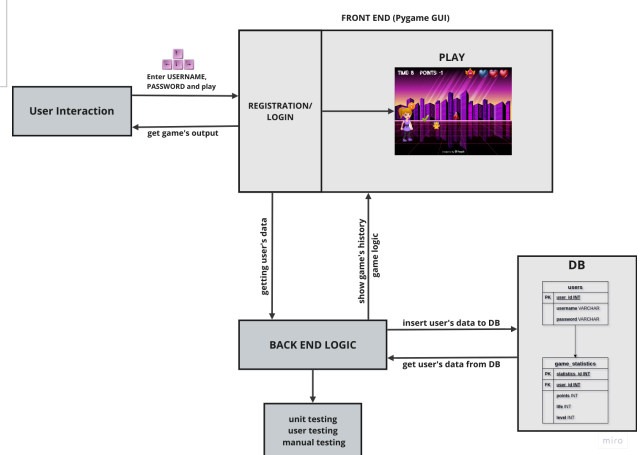 FRONT END (Pygame GUI)
Enter USERNAME,
PASSWORD and play
User Interaction
get game's output
REGISTRATION/
LOGIN
PLAY
TIME 8 POINTS -1
getting user's data
show game's history
game logic
BACK END LOGIC
insert user's data to DB
get user's data from DB
unit testing
user testing
manual testing
DB
users
PK user_id INT
username VARCHAR
password VARCHAR
game_statistics
PK statistics_id INT
PK user_id INT
points INT
life INT
level INT
miro